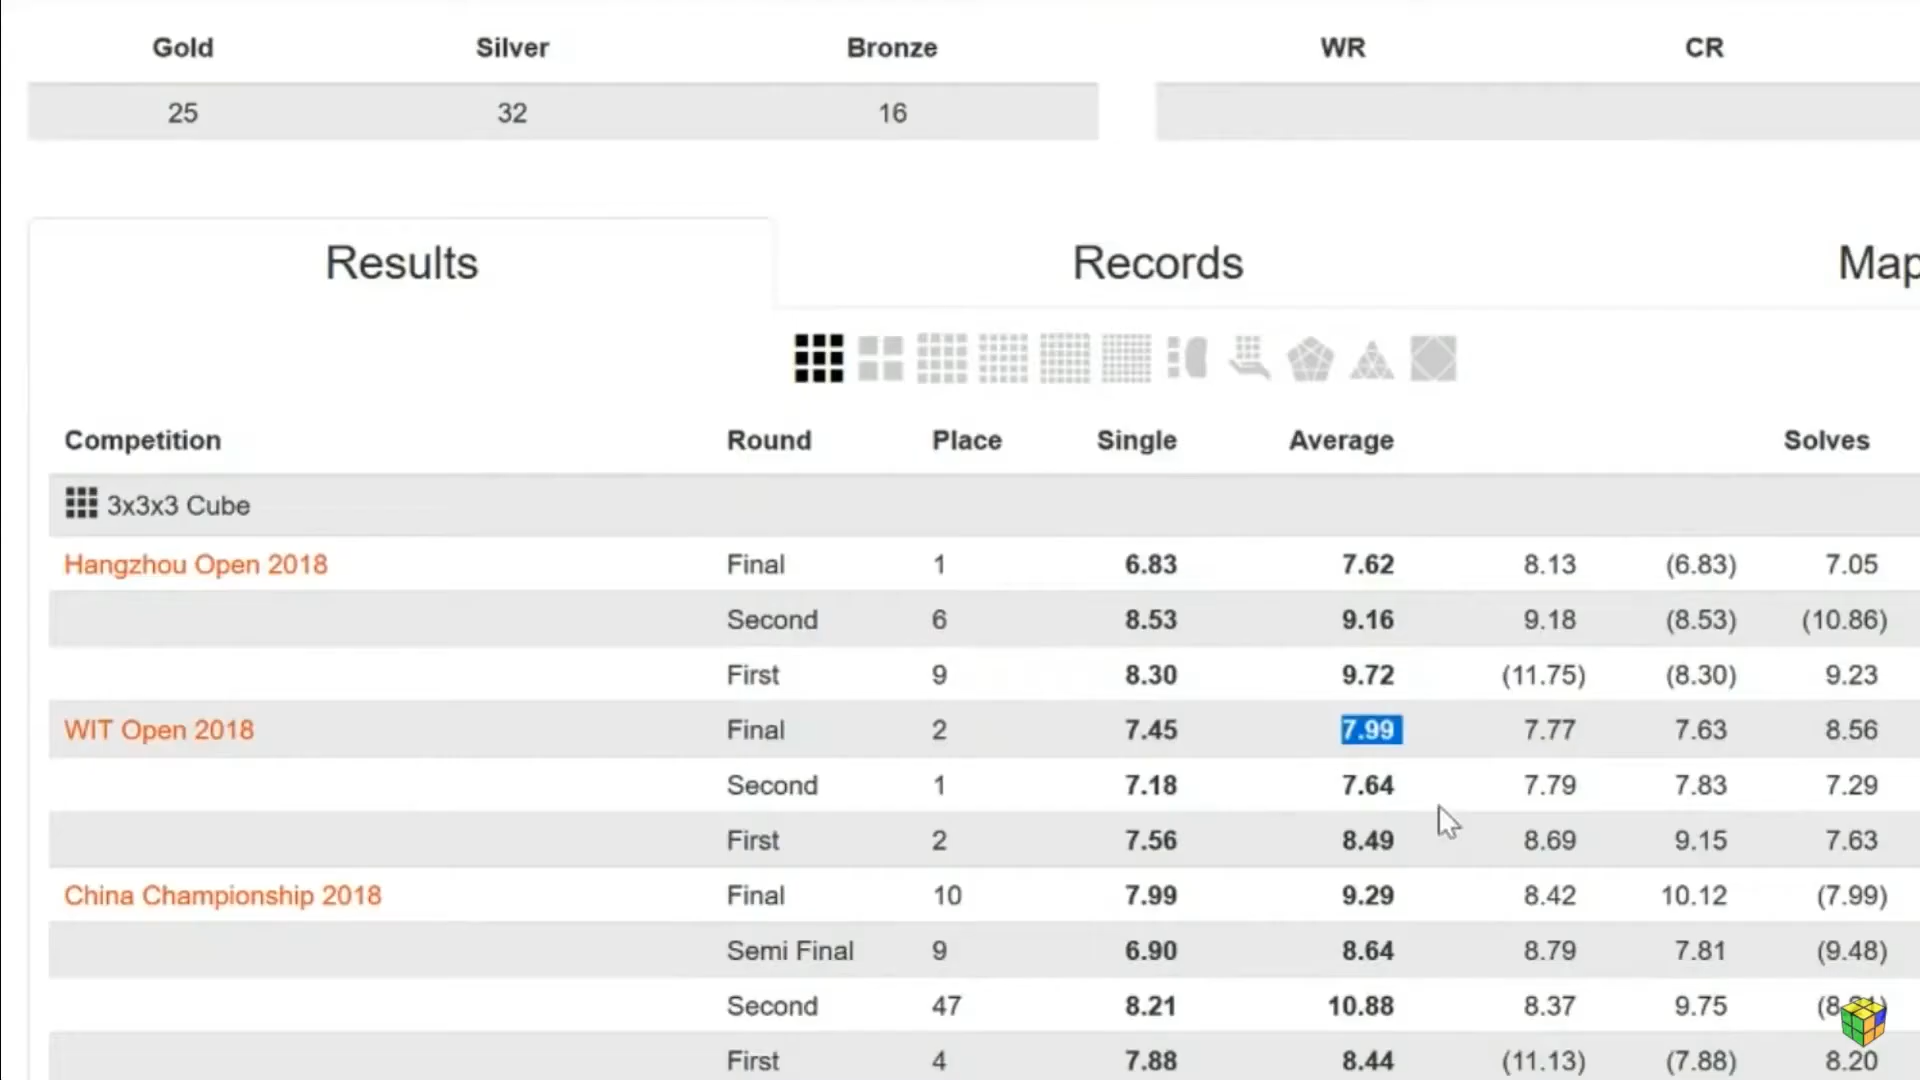 Gold Silver Bronze WR CR
25 32 16
Results Records Map
Competition Round Place Single Average Solves
3x3x3 Cube
Hangzhou Open 2018 Final 1 6.83 7.62 8.13 (6.83) 7.05
Second 6 8.53 9.16 9.18 (8.53) (10.86)
First 9 8.30 9.72 (11.75) (8.30) 9.23
WIT Open 2018 Final 2 7.45 7.99 7.77 7.63 8.56
Second 1 7.18 7.64 7.79 7.83 7.29
First 2 7.56 8.49 8.69 9.15 7.63
China Championship 2018 Final 10 7.99 9.29 8.42 10.12 (7.99)
Semi Final 9 6.90 8.64 8.79 7.81 (9.48)
Second 47 8.21 10.88 8.37 9.75
First 4 7.88 8.44 (11.13) (7.88) 8.20